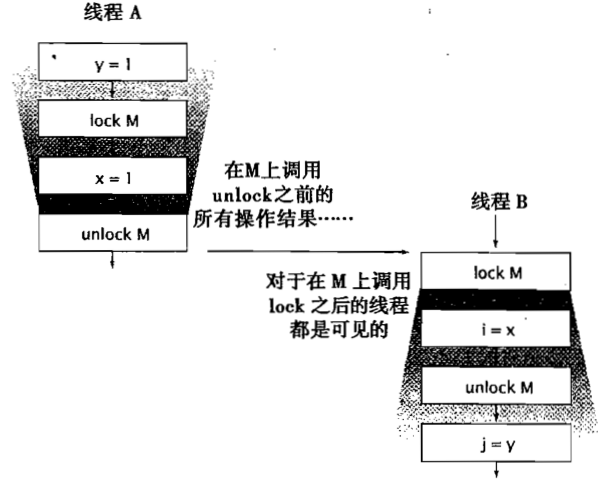 线程 A
y = 1
lock M
x = 1
unlock M
在M上调用
unlock之前的
所有操作结果……
线程 B
lock M
对于在 M 上调用
lock 之后的线程
都是可见的
i = x
unlock M
j = y